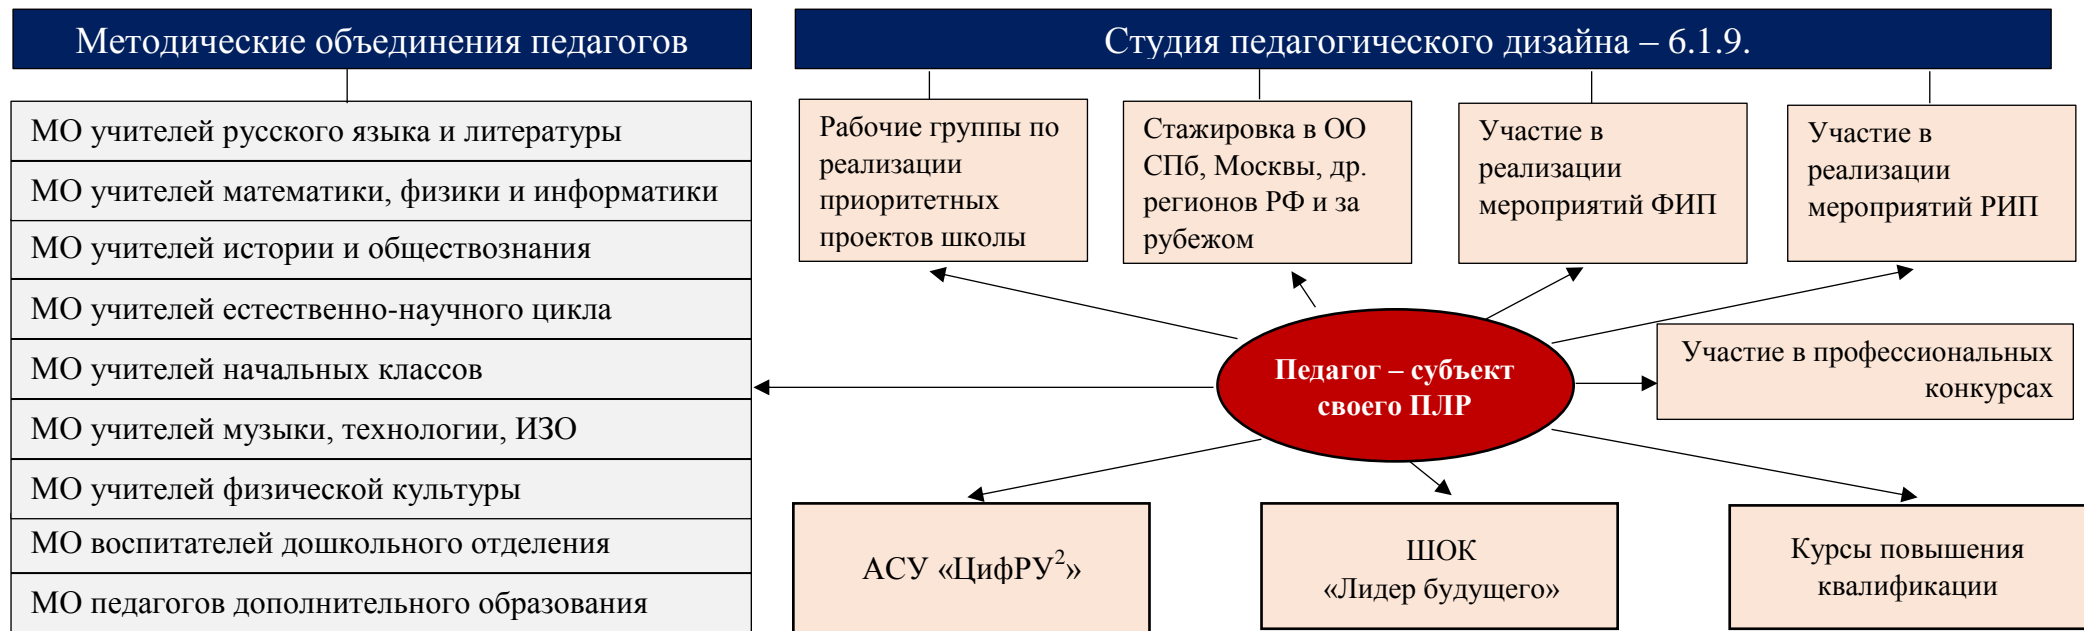 Методические объединения педагогов
МО учителей русского языка и литературы
МО учителей математики, физики и информатики
МО учителей истории и обществознания
МО учителей естественно-научного цикла
МО учителей начальных классов
МО учителей музыки, технологии, ИЗО
МО учителей физической культуры
МО воспитателей дошкольного отделения
МО педагогов дополнительного образования
Студия педагогического дизайна – 6.1.9.
Рабочие группы по
реализации
приоритетных
проектов школы
Стажировка в ОО
СПб, Москвы, др.
регионов РФ и за
рубежом
Участие в
реализации
мероприятий ФИП
Участие в
реализации
мероприятий РИП
Педагог – субъект
своего ПЛР
Участие в профессиональных
конкурсах
АСУ «ЦифРУ²»
ШОК
«Лидер будущего»
Курсы повышения
квалификации